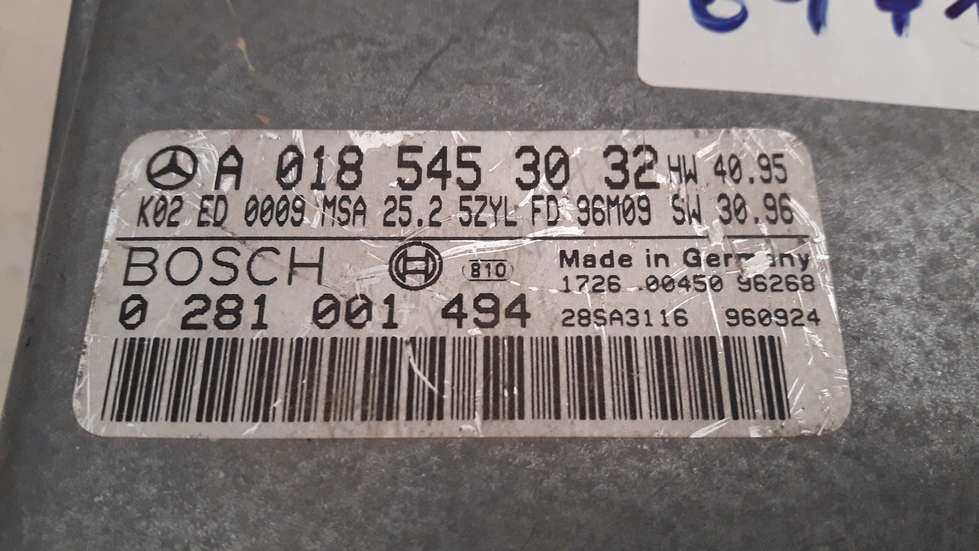 A 018 545 30 32 HW 40.95
K02 ED 0009 MSA 25.2 5ZYL FD 96M09 SW 30.96
BOSCH 810 Made in Germany
1726 00450 96268
0 281 001 494 28SA3116 960924